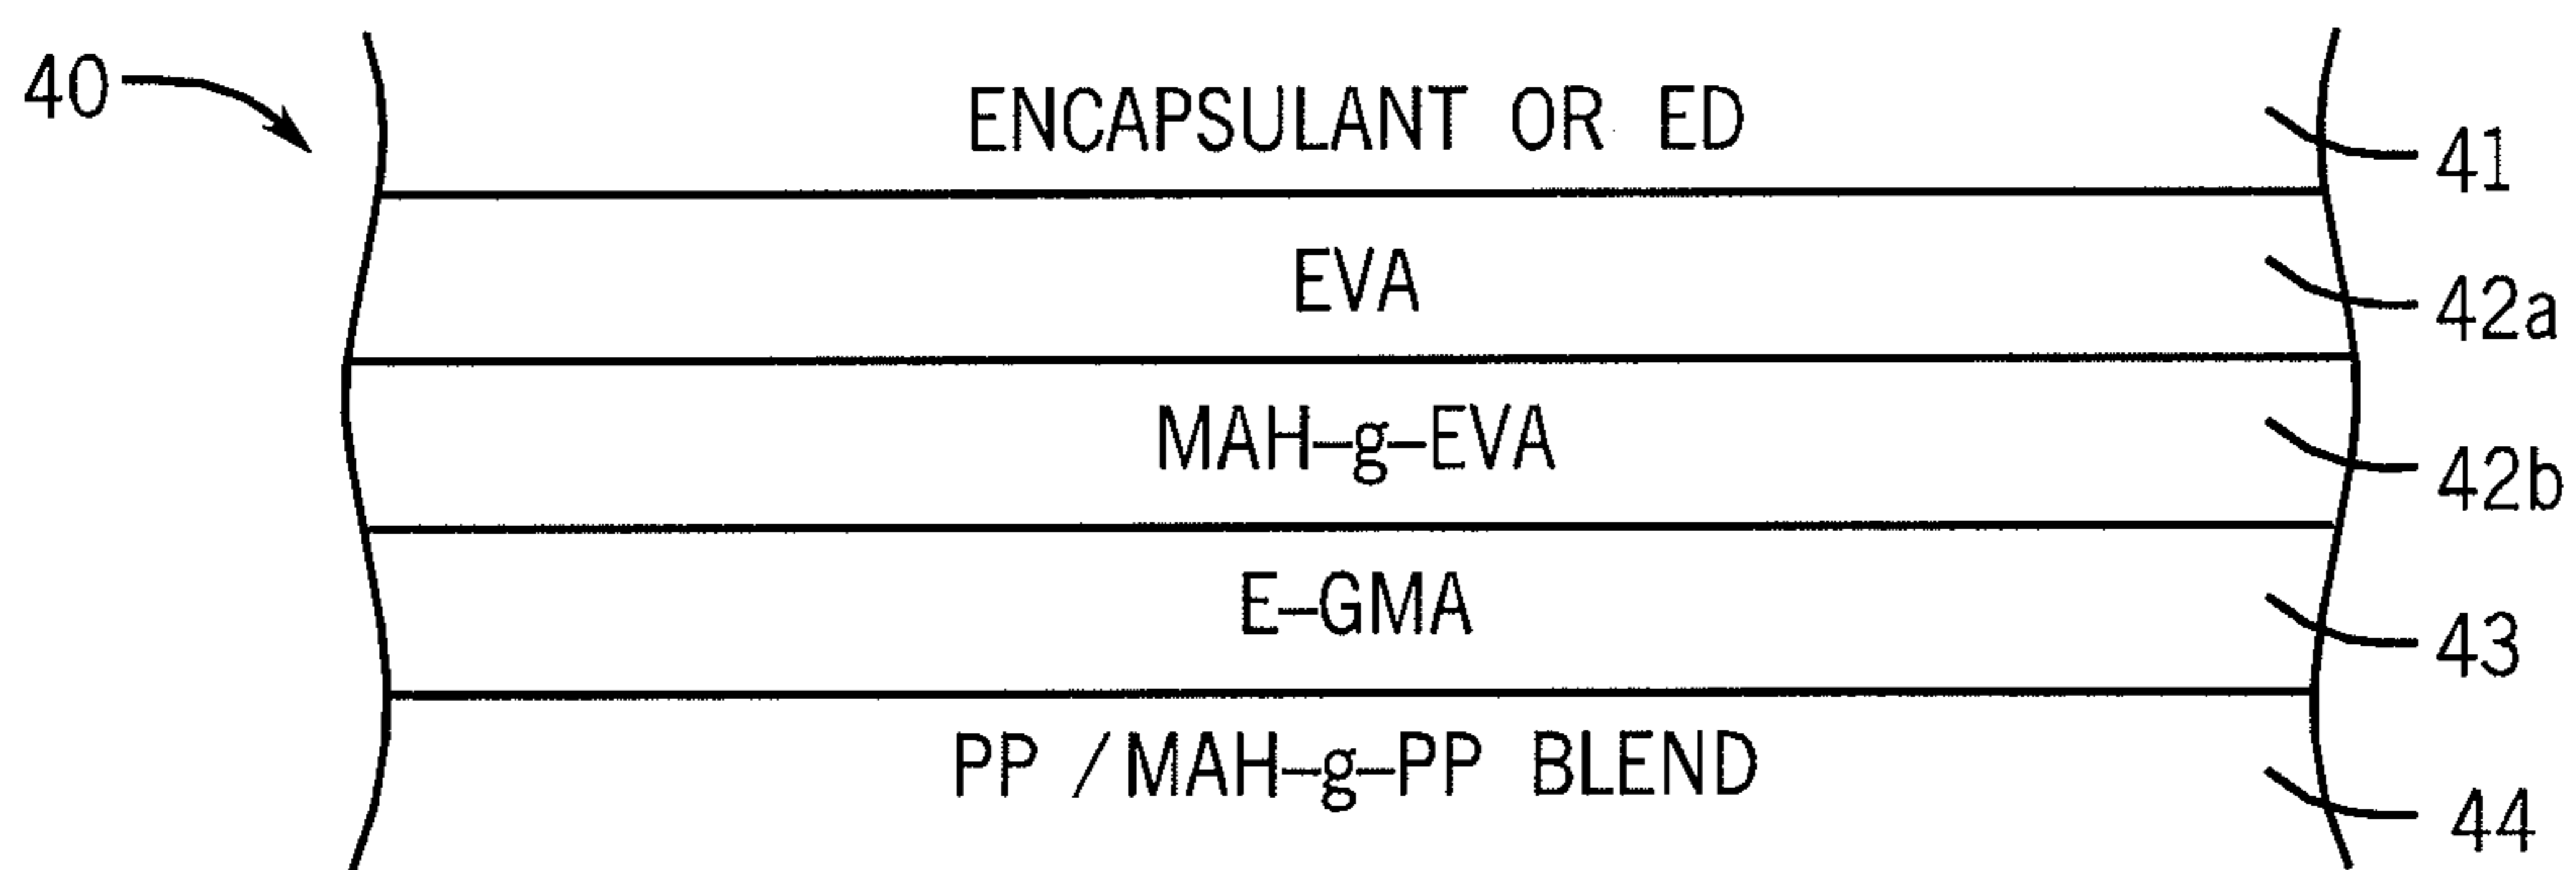 40
ENCAPSULANT OR ED
41
EVA
42a
MAH-g-EVA
42b
E-GMA
43
PP /MAH-g-PP BLEND
44